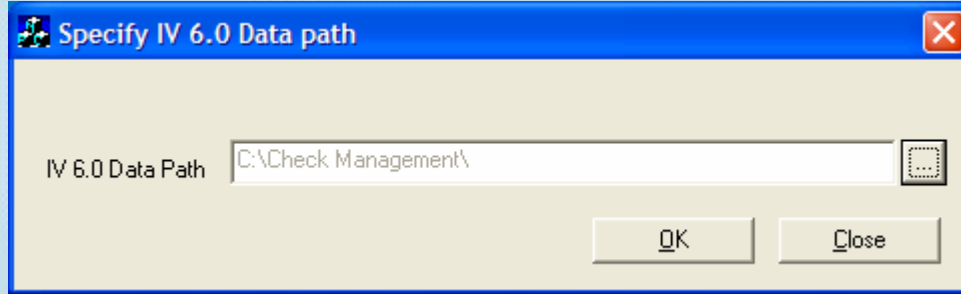 Specify IV 6.0 Data path
IV 6.0 Data Path C:\Check Management\ ...
OK Close